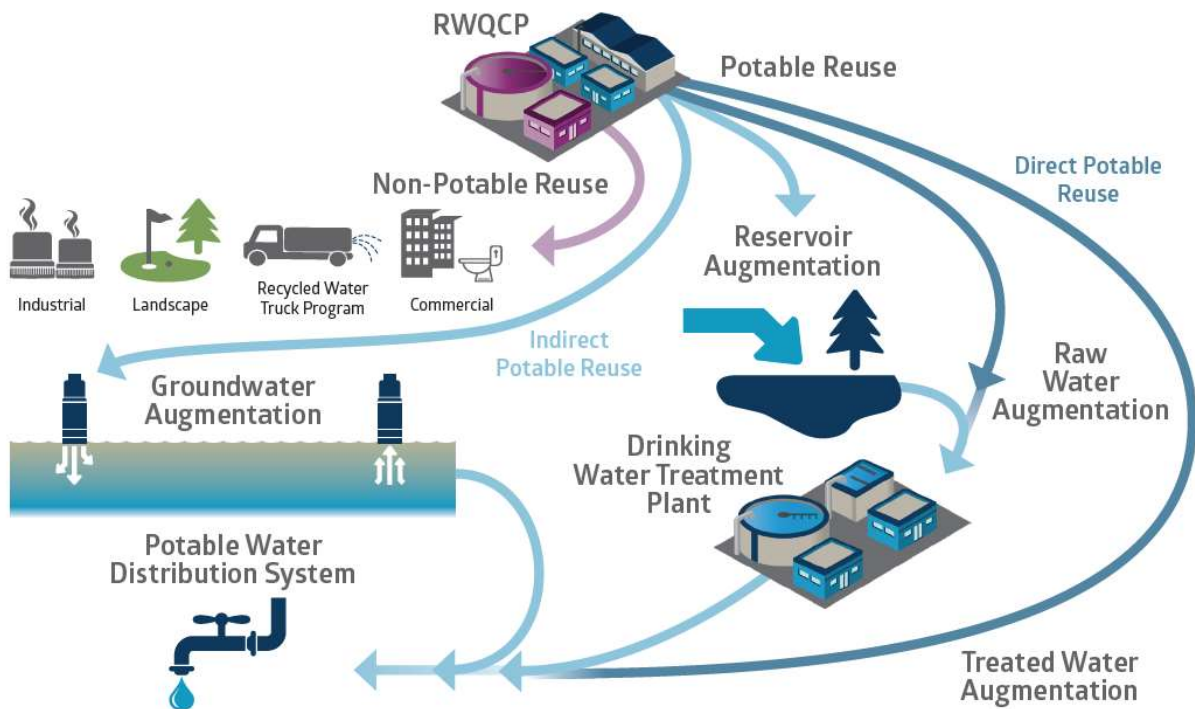 RWQCP
Potable Reuse
Direct Potable
Reuse
Non-Potable Reuse
Industrial
Landscape
Recycled Water
Truck Program
Commercial
Reservoir
Augmentation
Indirect
Potable Reuse
Raw
Water
Augmentation
Groundwater
Augmentation
Drinking
Water Treatment
Plant
Potable Water
Distribution System
Treated Water
Augmentation